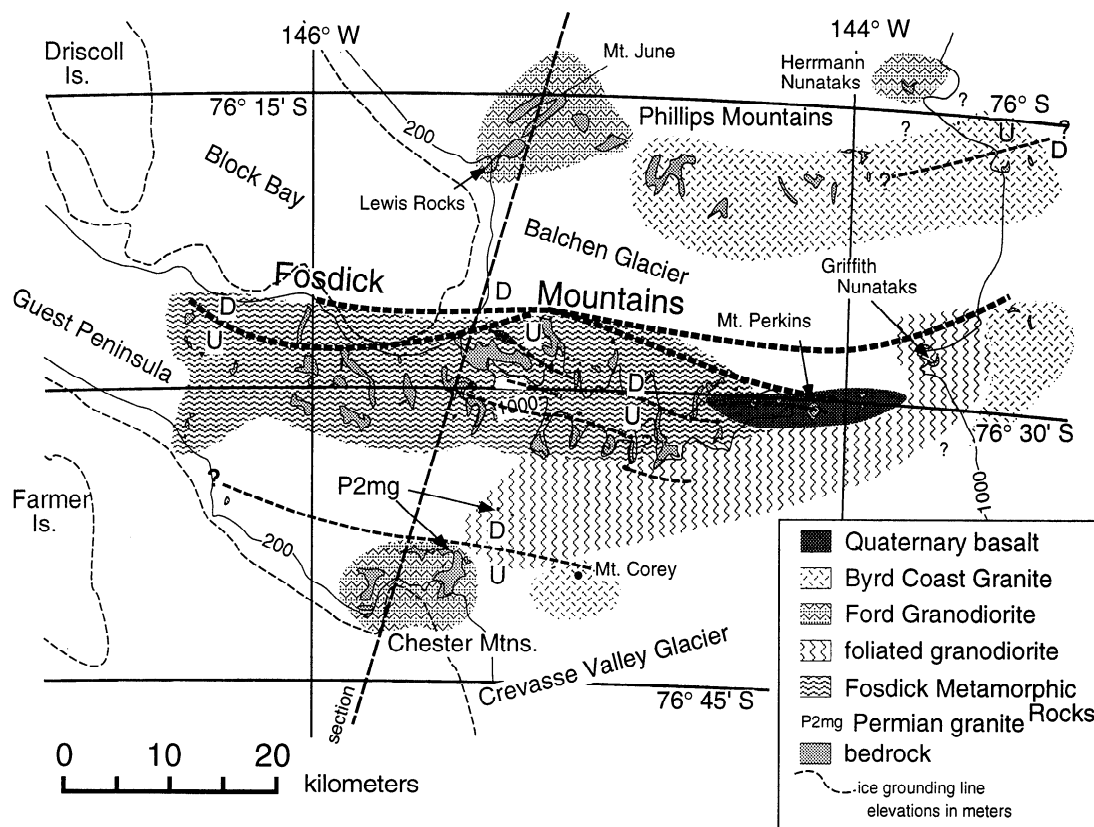 146° W
144° W
Driscoll
Is.
Mt. June
Herrmann
Nunataks
76° 15' S
76° S
?
?
?
200
Phillips Mountains
U
D
Block Bay
?
Lewis Rocks
Balchen Glacier
Griffith
Nunataks
Fosdick
D
Mountains
D
Guest Peninsula
U
U
Mt. Perkins
D
1000
U
76° 30' S
?
?
P2mg
1000
Farmer
Is.
D
200
U
Mt. Corey
Chester Mtns.
Crevasse Valley Glacier
76° 45' S
section
0 10 20
kilometers
Quaternary basalt
Byrd Coast Granite
Ford Granodiorite
foliated granodiorite
Fosdick Metamorphic
Rocks
P2mg Permian granite
bedrock
ice grounding line
elevations in meters